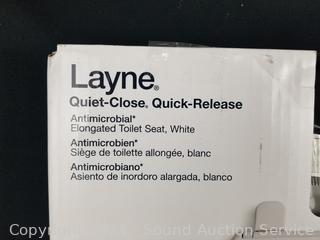 Layne®
Quiet-Close® Quick-Release
Antimicrobial*
Elongated Toilet Seat, White
Antimicrobien*
Siège de toilette allongée, blanc
Antimicrobiano*
Asiento de inodoro alargada, blanco
Sound Auction Service